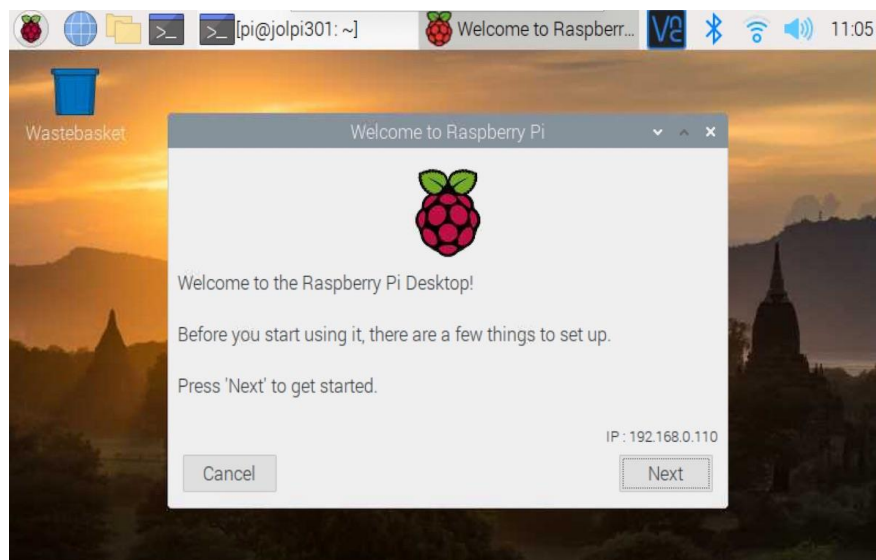 [pi@jolpi301: ~]
Welcome to Raspberr...
11:05
Wastebasket
Welcome to Raspberry Pi
Welcome to the Raspberry Pi Desktop!
Before you start using it, there are a few things to set up.
Press 'Next' to get started.
IP : 192.168.0.110
Cancel
Next